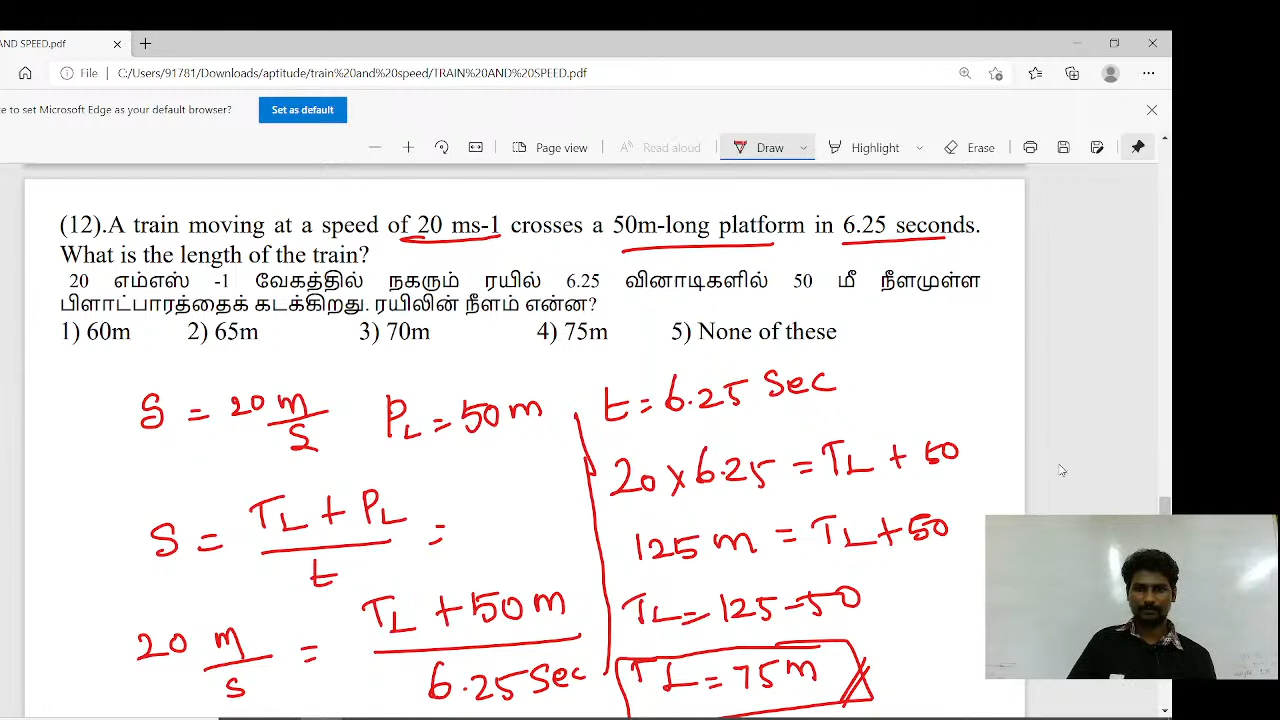 AND SPEED.pdf
File C:/Users/91781/Downloads/aptitude/train%20and%20speed/TRAIN%20AND%20SPEED.pdf
e to set Microsoft Edge as your default browser? Set as default
Page view Read aloud Draw Highlight Erase
(12).A train moving at a speed of 20 ms-1 crosses a 50m-long platform in 6.25 seconds.
What is the length of the train?
20 எம்எஸ் -1 வேகத்தில் நகரும் ரயில் 6.25 வினாடிகளில் 50 மீ நீளமுள்ள
பிளாட்பாரத்தைக் கடக்கிறது. ரயிலின் நீளம் என்ன?
1) 60m 2) 65m 3) 70m 4) 75m 5) None of these
S = 20 m/s PL = 50 m
S = TL + PL / t =
20 m/s = TL + 50 m / 6.25 Sec
t = 6.25 Sec
20 x 6.25 = TL + 50
125 m = TL + 50
TL = 125 - 50
TL = 75 m